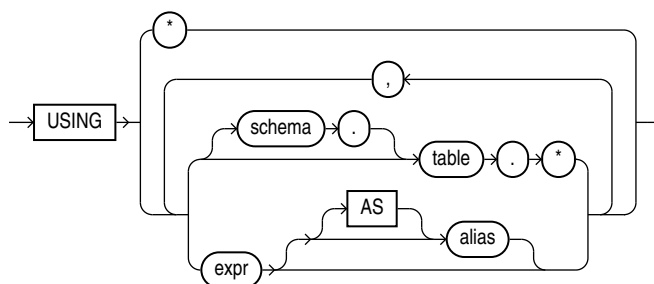 *
,
USING
schema .
table . *
AS
alias
expr